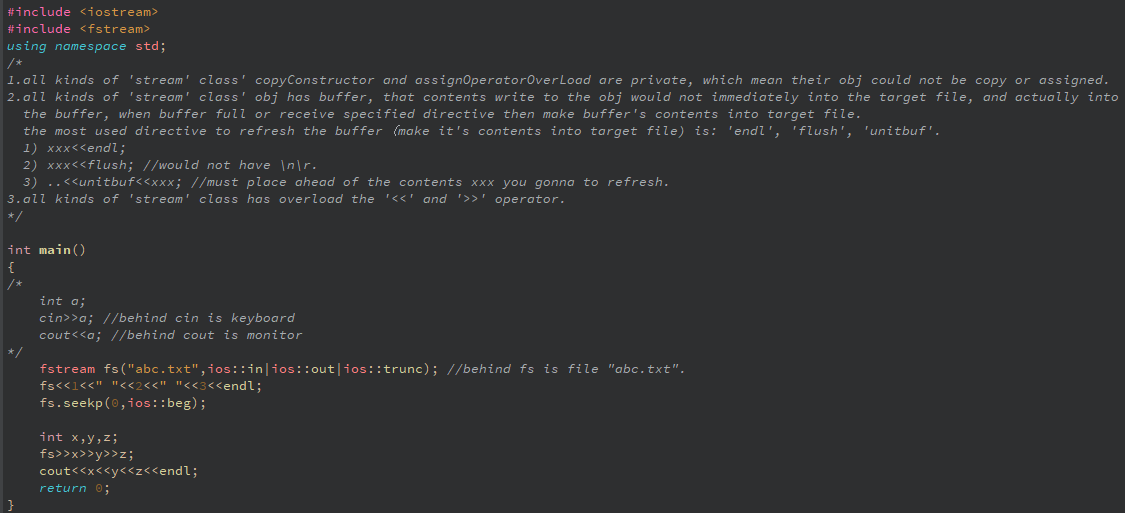 #include <iostream>
#include <fstream>
using namespace std;
/*
1.all kinds of 'stream' class' copyConstructor and assignOperatorOverLoad are private, which mean their obj could not be copy or assigned.
2.all kinds of 'stream' class' obj has buffer, that contents write to the obj would not immediately into the target file, and actually into
  the buffer, when buffer full or receive specified directive then make buffer's contents into target file.
  the most used directive to refresh the buffer (make it's contents into target file) is: 'endl', 'flush', 'unitbuf'.
  1) xxx<<endl;
  2) xxx<<flush; //would not have \n\r.
  3) ..<<unitbuf<<xxx; //must place ahead of the contents xxx you gonna to refresh.
3.all kinds of 'stream' class has overload the '<<' and '>>' operator.
*/
int main()
{
/*
    int a;
    cin>>a; //behind cin is keyboard
    cout<<a; //behind cout is monitor
*/
    fstream fs("abc.txt",ios::in|ios::out|ios::trunc); //behind fs is file "abc.txt".
    fs<<1<<" "<<2<<" "<<3<<endl;
    fs.seekp(0,ios::beg);
    int x,y,z;
    fs>>x>>y>>z;
    cout<<x<<y<<z<<endl;
    return 0;
}